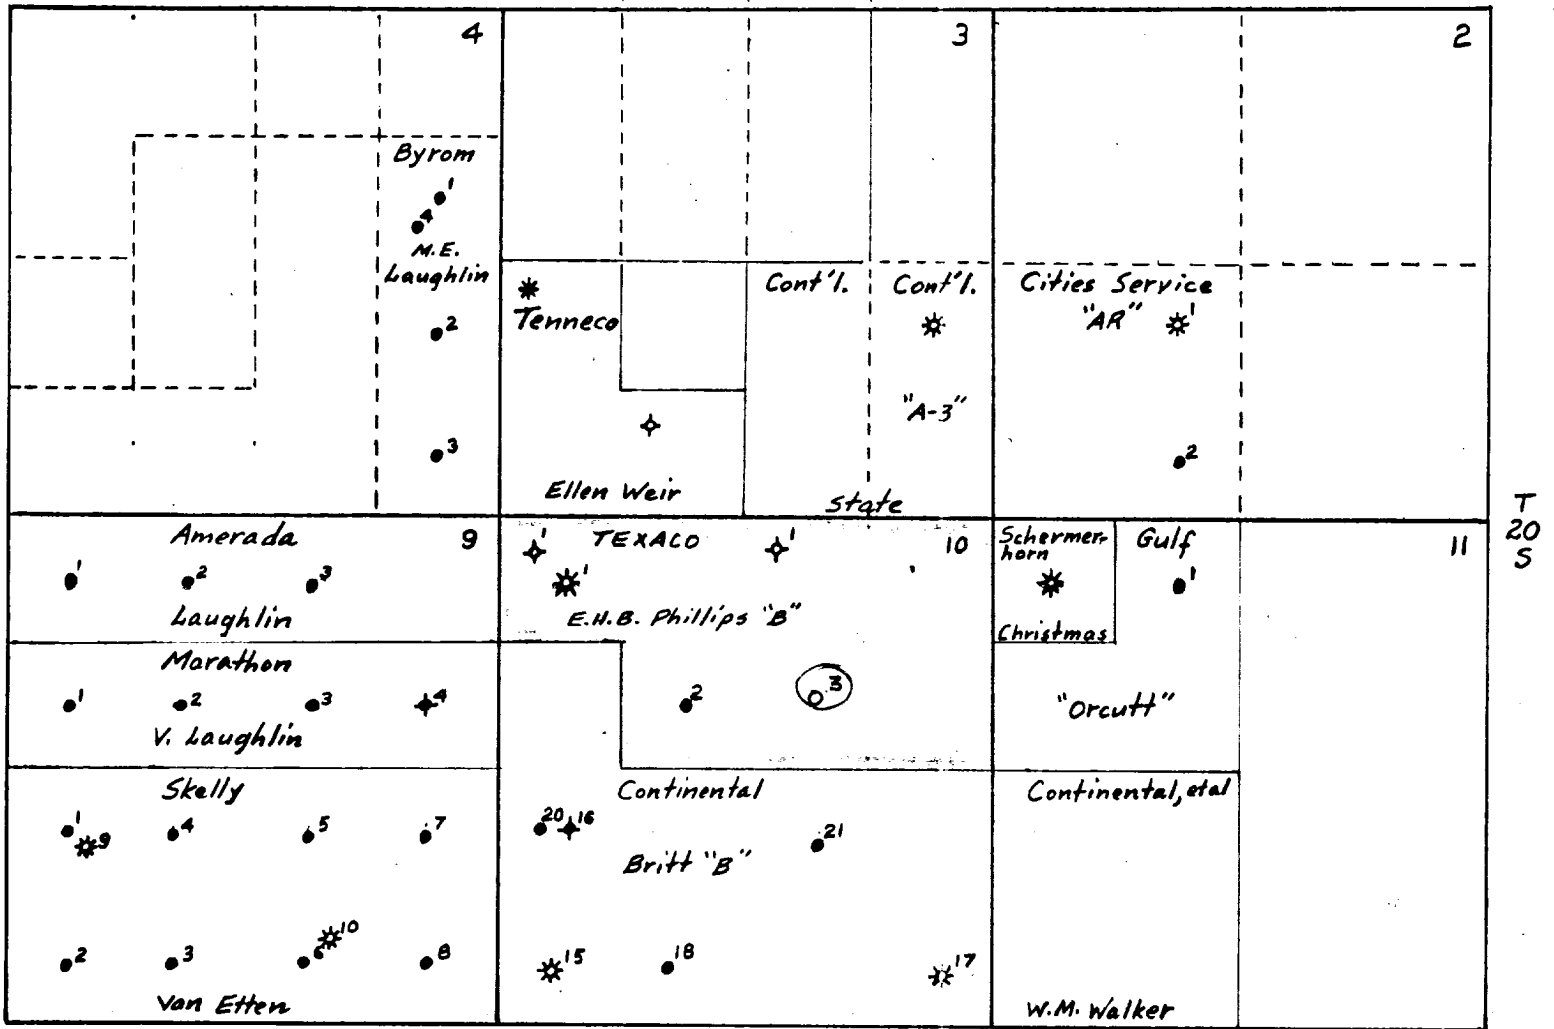 4
Byrom
1
4
M.E.
Laughlin
2
3
3
Tenneco
Cont'l.
Cont'l.
"A-3"
Ellen Weir
State
2
Cities Service
"AR"
1
2
T
20
S
Amerada
9
1
2
3
Laughlin
Marathon
1
2
3
4
V. Laughlin
Skelly
1
9
4
5
7
2
3
6
10
8
Van Etten
1
TEXACO
1
10
1
E.H.B. Phillips "B"
2
3
Continental
20
16
21
Britt "B"
15
18
17
Schermer-
horn
Gulf
11
1
Christmas
"Orcutt"
Continental, etal
W.M. Walker